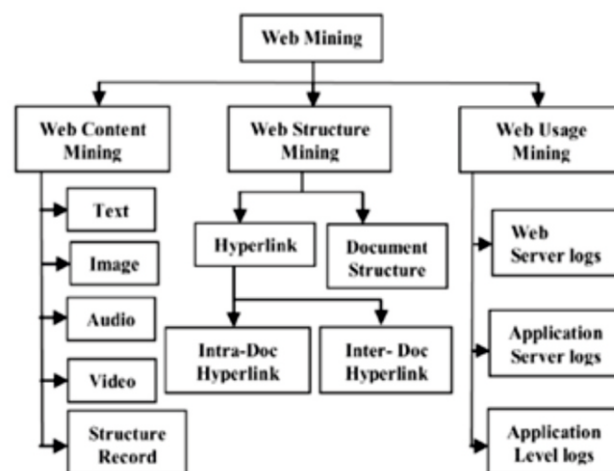 Web Mining
Web Content
Mining
Web Structure
Mining
Web Usage
Mining
Text
Image
Audio
Video
Structure
Record
Hyperlink
Document
Structure
Intra-Doc
Hyperlink
Inter- Doc
Hyperlink
Web
Server logs
Application
Server logs
Application
Level logs